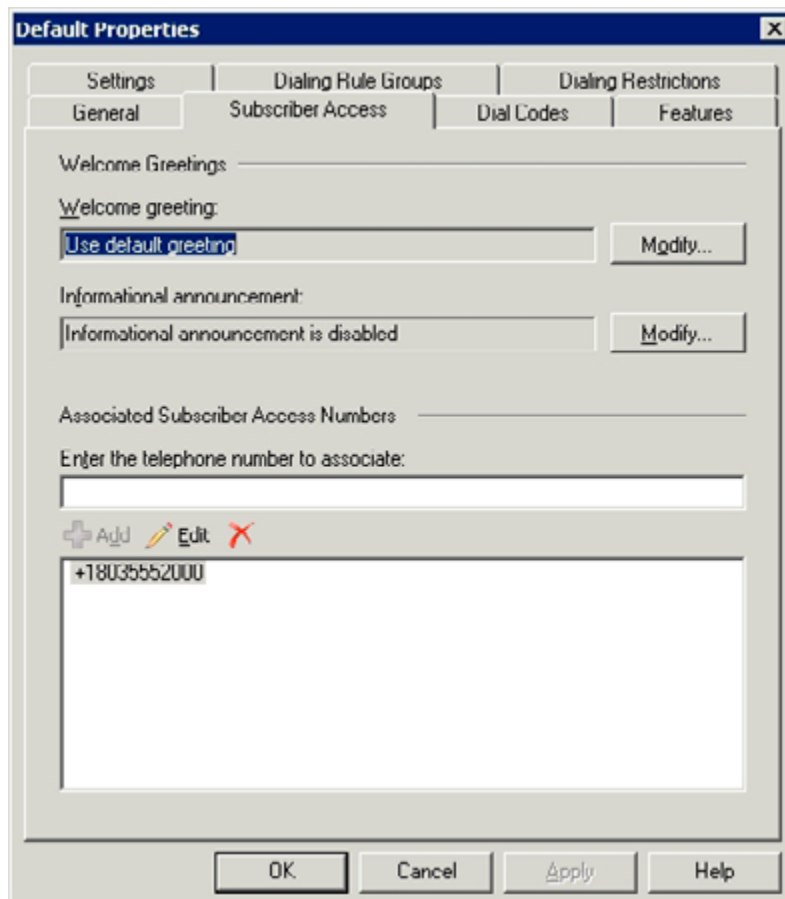 Default Properties
Settings Dialing Rule Groups Dialing Restrictions
General Subscriber Access Dial Codes Features
Welcome Greetings
Welcome greeting:
Use default greeting Modify...
Informational announcement:
Informational announcement is disabled Modify...
Associated Subscriber Access Numbers
Enter the telephone number to associate:
Add Edit
+18035552000
OK Cancel Apply Help